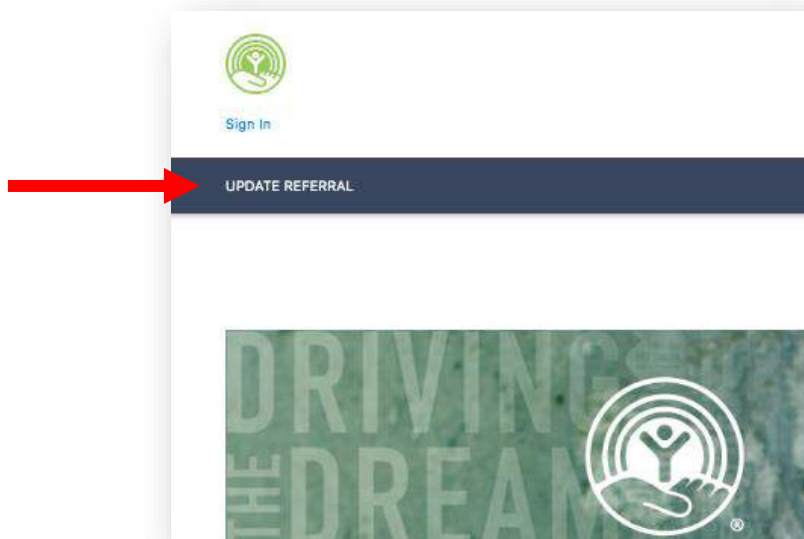 Sign In
UPDATE REFERRAL
DRIVING
THE
DREAM
®